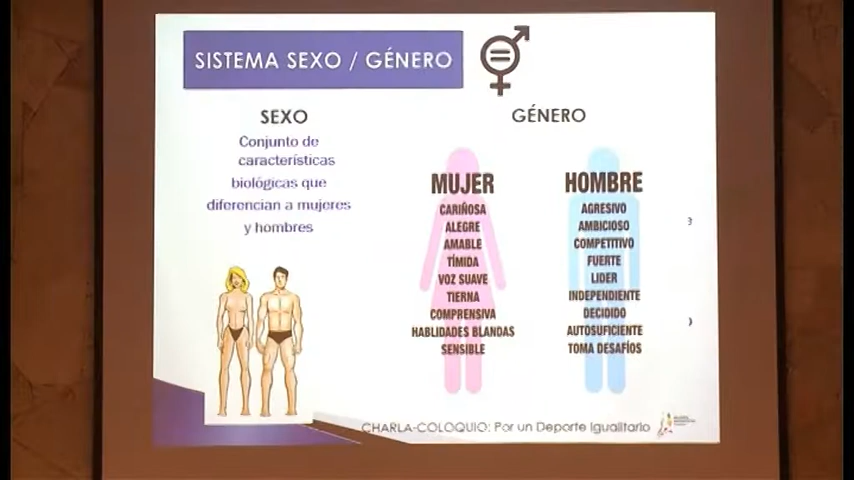 SISTEMA SEXO / GÉNERO
SEXO
Conjunto de
características
biológicas que
diferencian a mujeres
y hombres
GÉNERO
MUJER
CARIÑOSA
ALEGRE
AMABLE
TÍMIDA
VOZ SUAVE
TIERNA
COMPRENSIVA
HABLIDADES BLANDAS
SENSIBLE
HOMBRE
AGRESIVO
AMBICIOSO
COMPETITIVO
FUERTE
LIDER
INDEPENDIENTE
DECIDIDO
AUTOSUFICIENTE
TOMA DESAFÍOS
CHARLA-COLOQUIO: Por un Deporte Igualitario